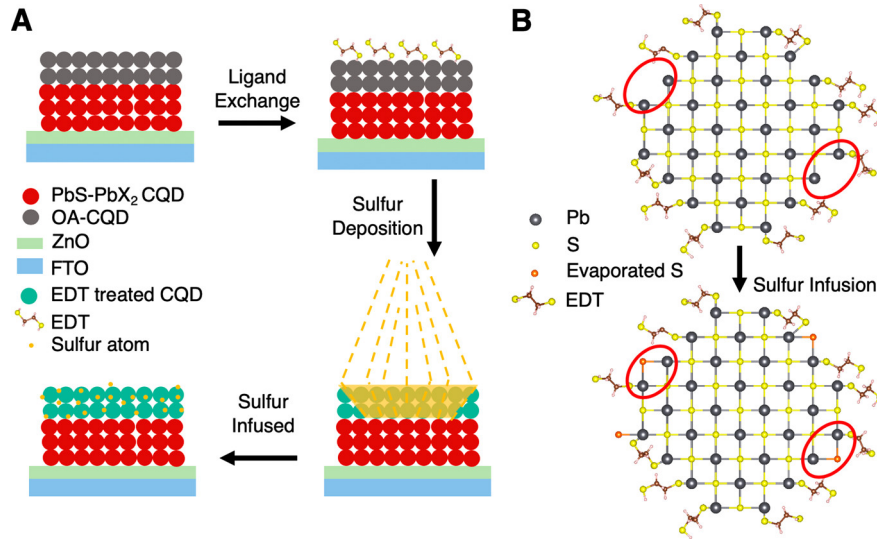 A
Ligand
Exchange
Sulfur
Deposition
PbS-PbX₂ CQD
OA-CQD
ZnO
FTO
EDT treated CQD
EDT
Sulfur atom
Sulfur
Infused
B
Pb
S
Evaporated S
EDT
Sulfur Infusion